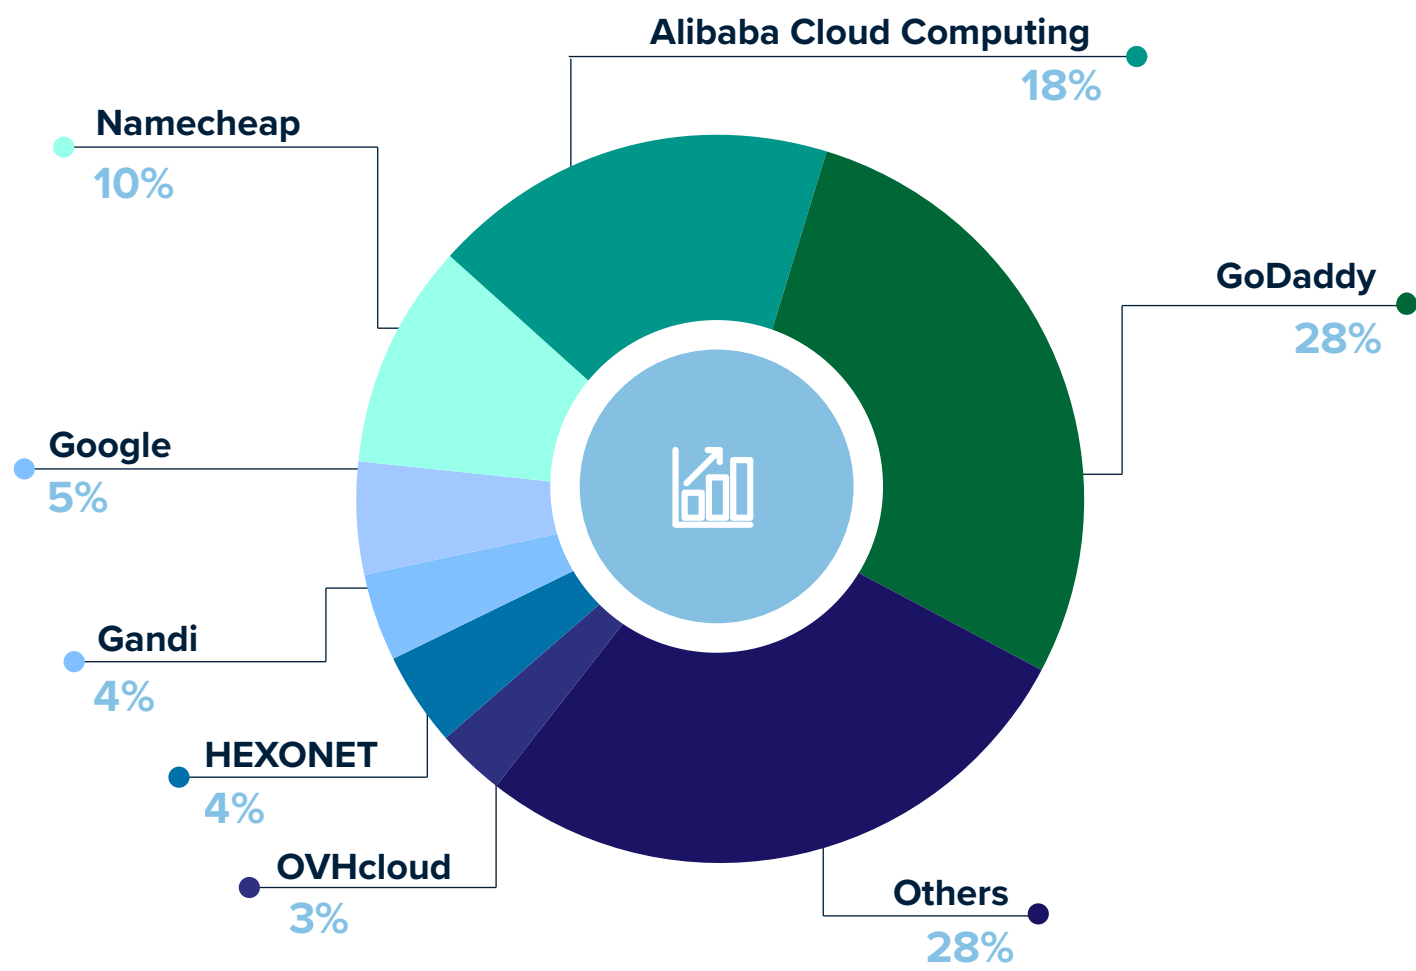 Alibaba Cloud Computing
18%
Namecheap
10%
GoDaddy
28%
Google
5%
Gandi
4%
HEXONET
4%
OVHcloud
3%
Others
28%